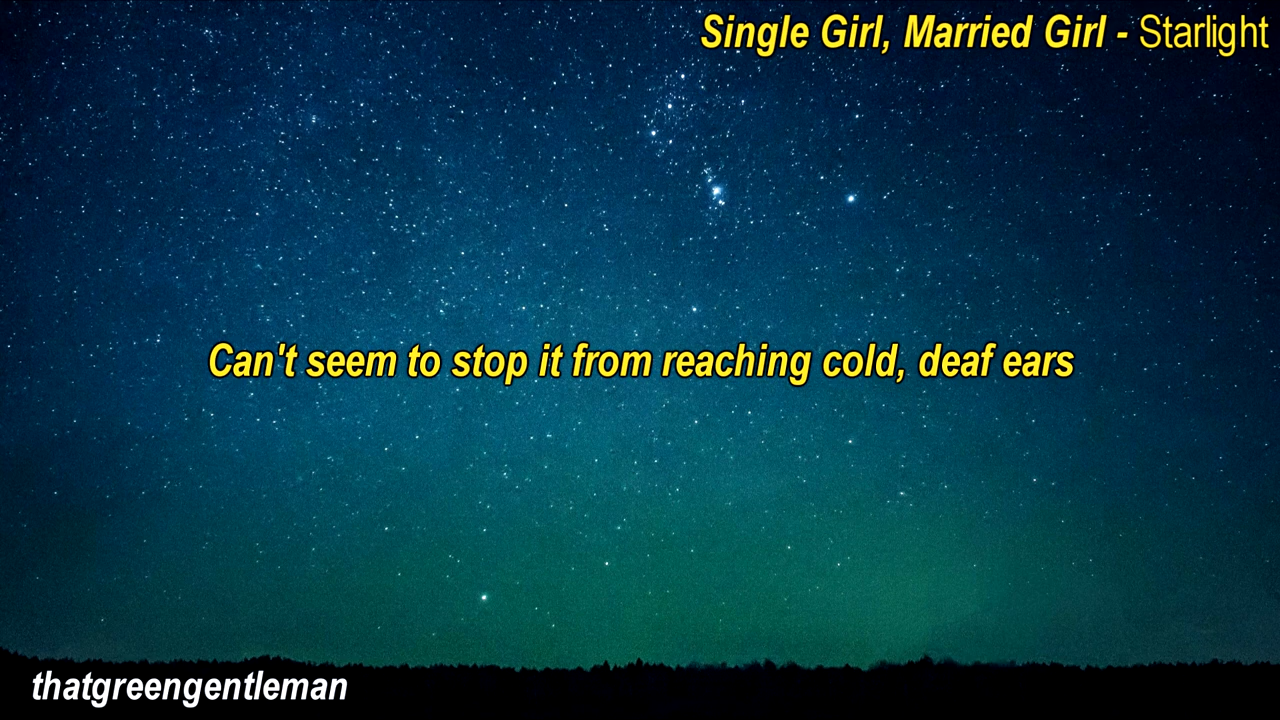 Single Girl, Married Girl - Starlight
Can't seem to stop it from reaching cold, deaf ears
thatgreengentleman